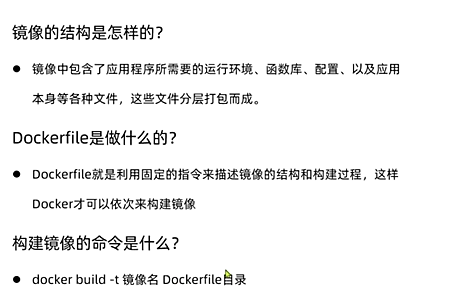 镜像的结构是怎样的?
● 镜像中包含了应用程序所需要的运行环境、函数库、配置、以及应用
本身等各种文件，这些文件分层打包而成。
Dockerfile是做什么的?
● Dockerfile就是利用固定的指令来描述镜像的结构和构建过程，这样
Docker才可以依次来构建镜像
构建镜像的命令是什么？
● docker build -t 镜像名 Dockerfile目录